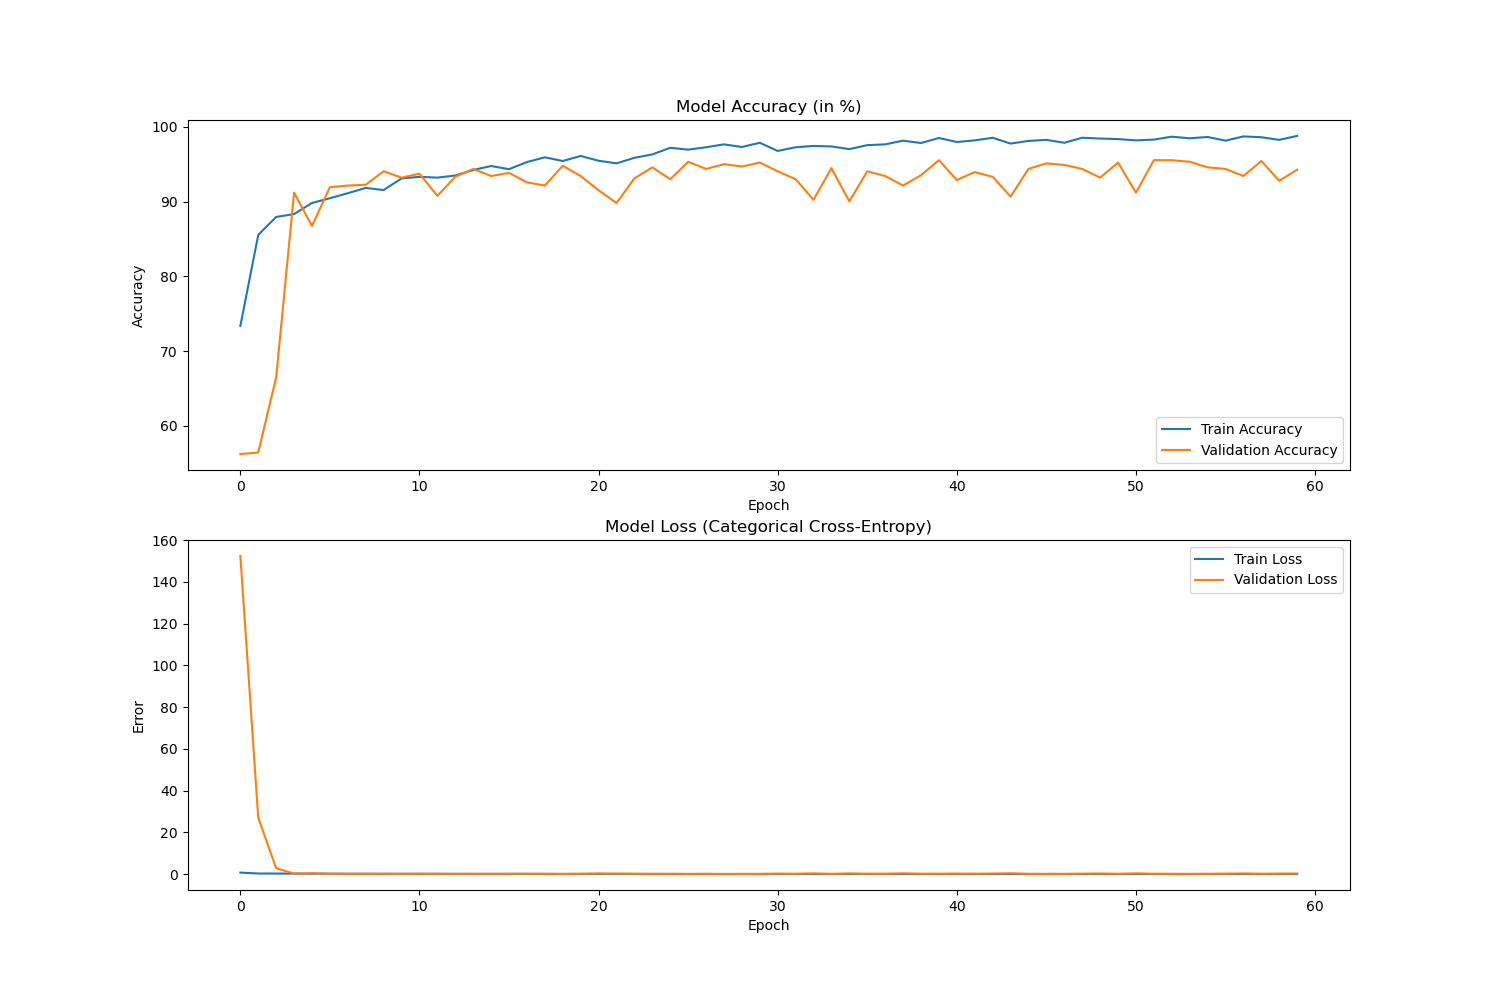 Model Accuracy (in %)
100
90
80
70
60
Accuracy
Train Accuracy
Validation Accuracy
0 10 20 30 40 50 60
Epoch
Model Loss (Categorical Cross-Entropy)
160
140
120
100
80
60
40
20
0
Error
Train Loss
Validation Loss
0 10 20 30 40 50 60
Epoch